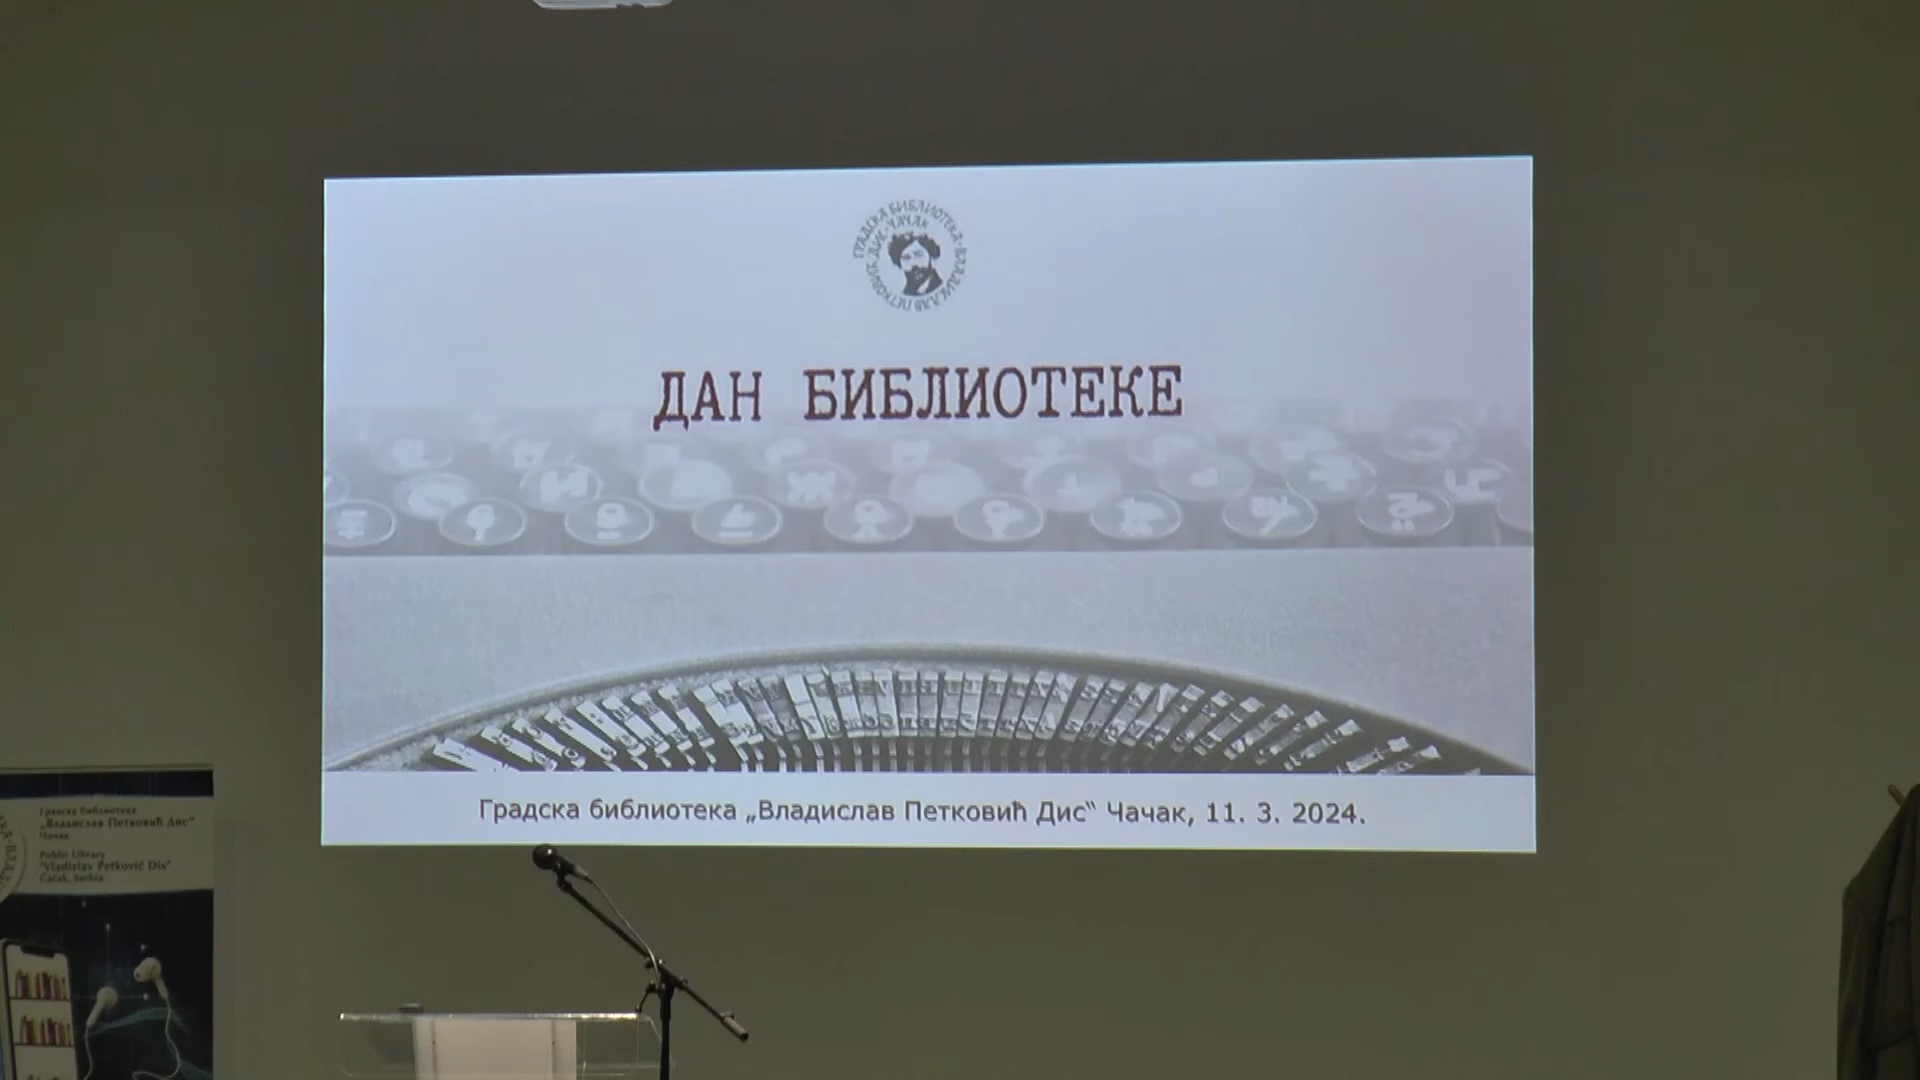 ГРАДСКА БИБЛИОТЕКА · ВЛАДИСЛАВ ПЕТКОВИЋ ДИС · ЧАЧАК
ДАН БИБЛИОТЕКЕ
Градска библиотека „Владислав Петковић Дис“ Чачак, 11. 3. 2024.
Градска библиотека
„Владислав Петковић Дис“
Чачак
Public Library
"Vladislav Petković Dis"
Čačak, Serbia